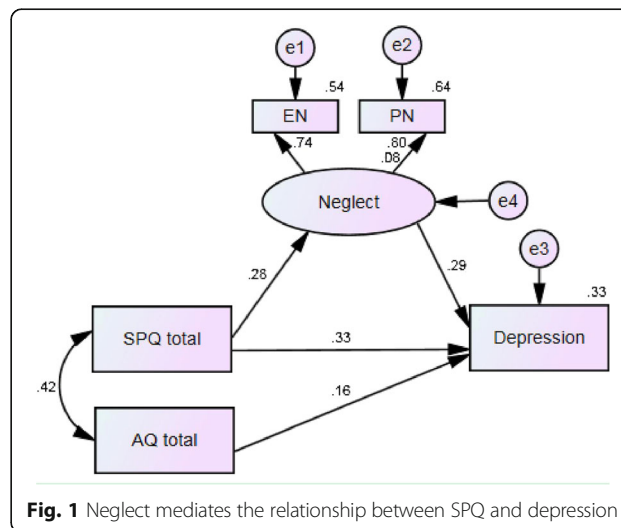 e1
e2
.54
.64
EN
PN
.74
.80
.08
Neglect
e4
e3
.28
.29
.33
SPQ total
.33
Depression
.42
.16
AQ total
Fig. 1 Neglect mediates the relationship between SPQ and depression